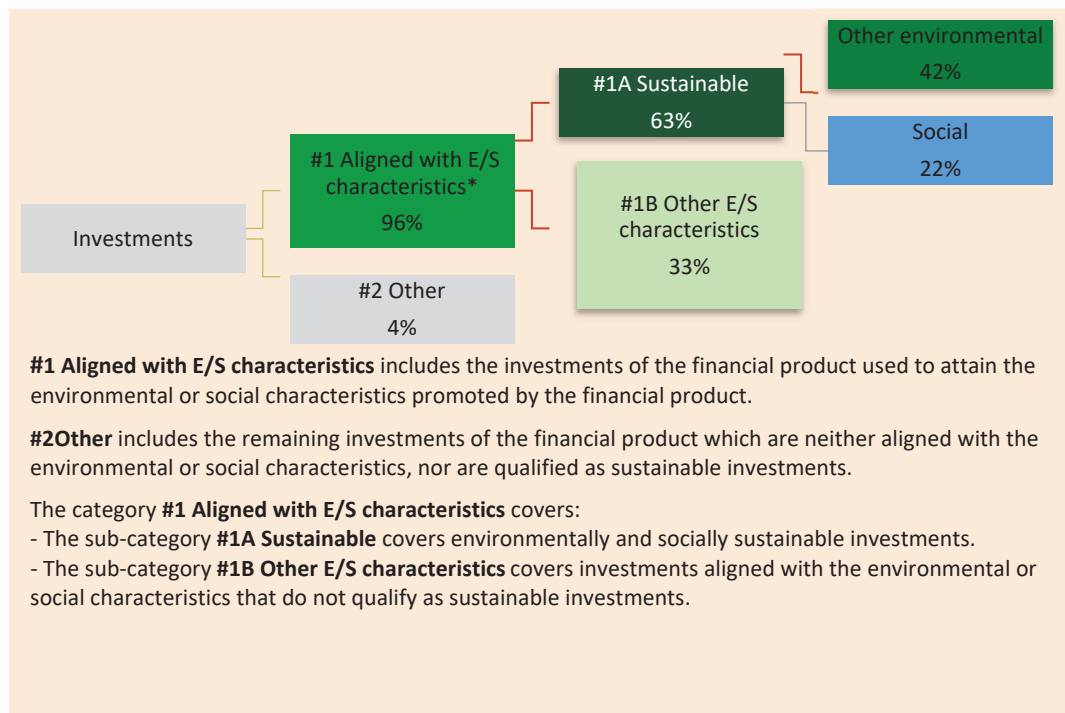 Other environmental
42%
#1A Sustainable
63%
Social
22%
#1 Aligned with E/S
characteristics*
96%
#1B Other E/S
characteristics
33%
Investments
#2 Other
4%
#1 Aligned with E/S characteristics includes the investments of the financial product used to attain the
environmental or social characteristics promoted by the financial product.
#2Other includes the remaining investments of the financial product which are neither aligned with the
environmental or social characteristics, nor are qualified as sustainable investments.
The category #1 Aligned with E/S characteristics covers:
- The sub-category #1A Sustainable covers environmentally and socially sustainable investments.
- The sub-category #1B Other E/S characteristics covers investments aligned with the environmental or
social characteristics that do not qualify as sustainable investments.